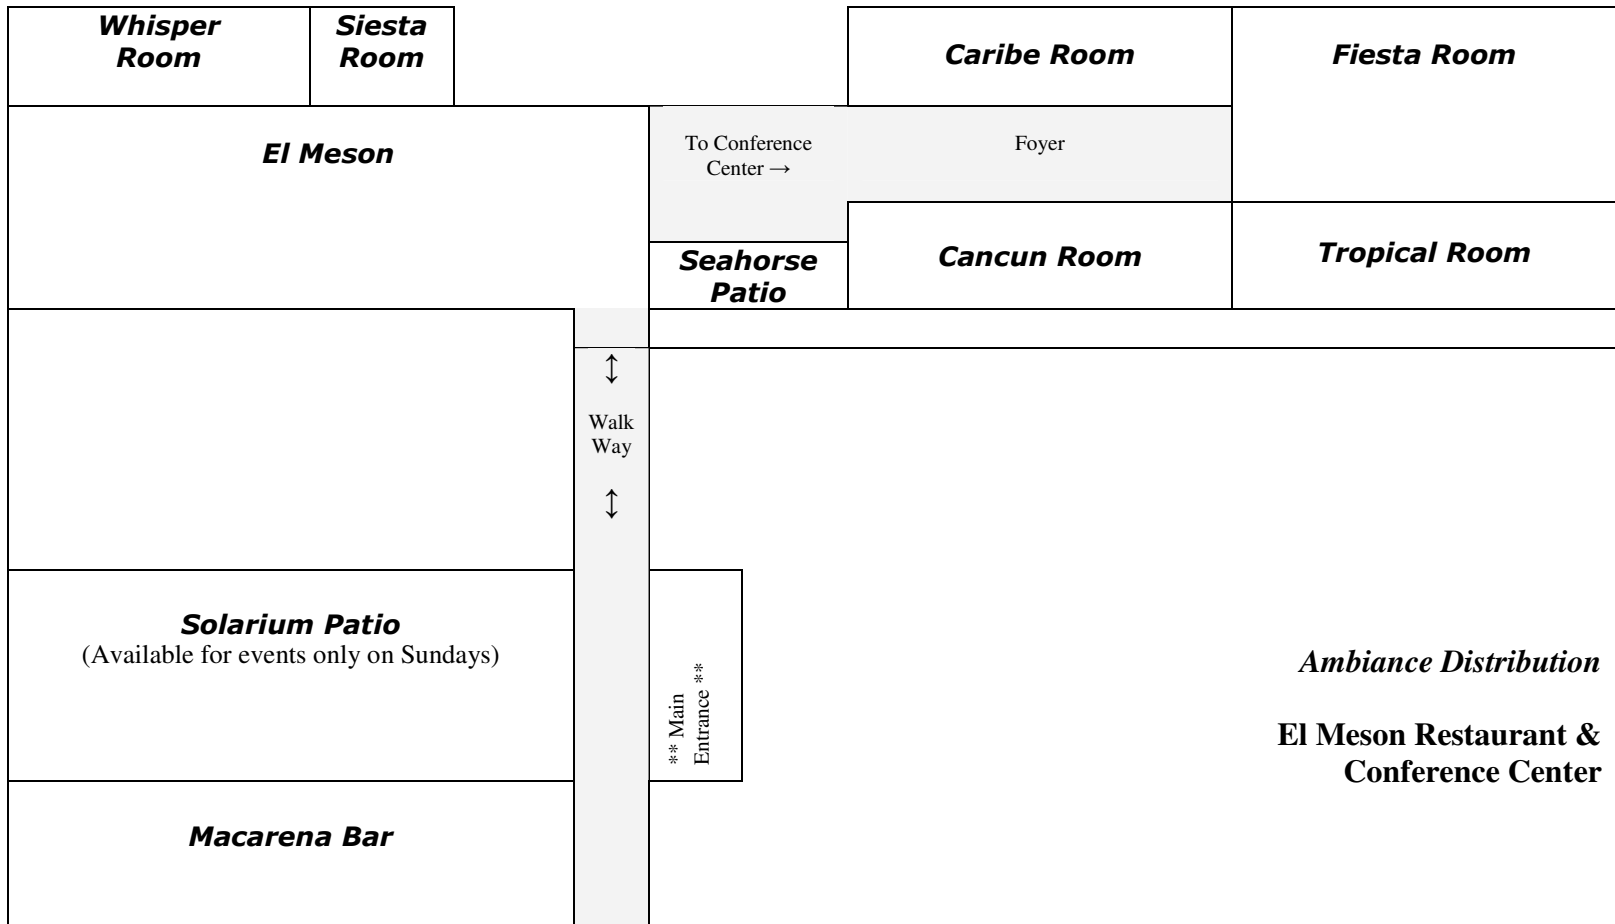 Whisper
Room
Siesta
Room
Caribe Room
Fiesta Room
El Meson
To Conference
Center →
Foyer
Seahorse
Patio
Cancun Room
Tropical Room
↕
Walk
Way
↕
Solarium Patio
(Available for events only on Sundays)
** Main
Entrance **
Ambiance Distribution
El Meson Restaurant &
Conference Center
Macarena Bar